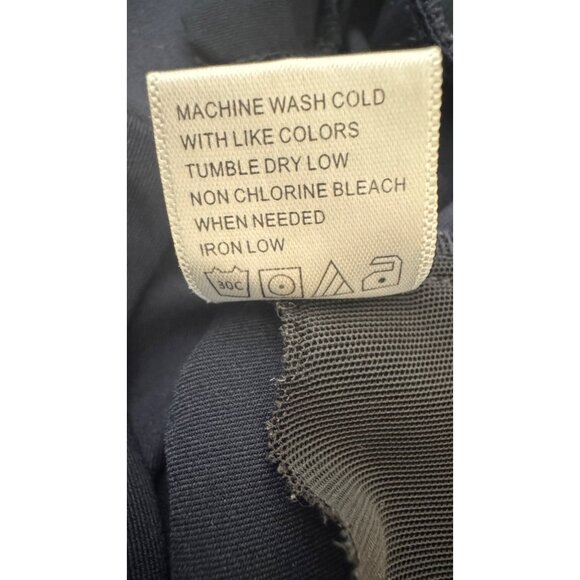 MACHINE WASH COLD
WITH LIKE COLORS
TUMBLE DRY LOW
NON CHLORINE BLEACH
WHEN NEEDED
IRON LOW
30C